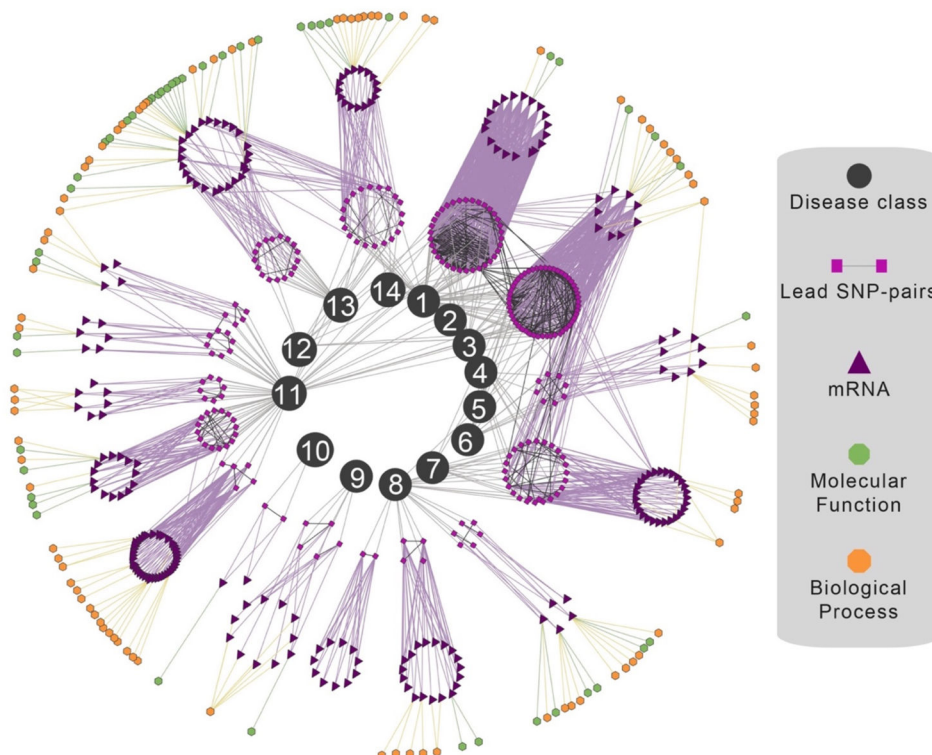 14
1
2
3
4
5
6
7
8
9
10
11
12
13
Disease class
Lead SNP-pairs
mRNA
Molecular
Function
Biological
Process